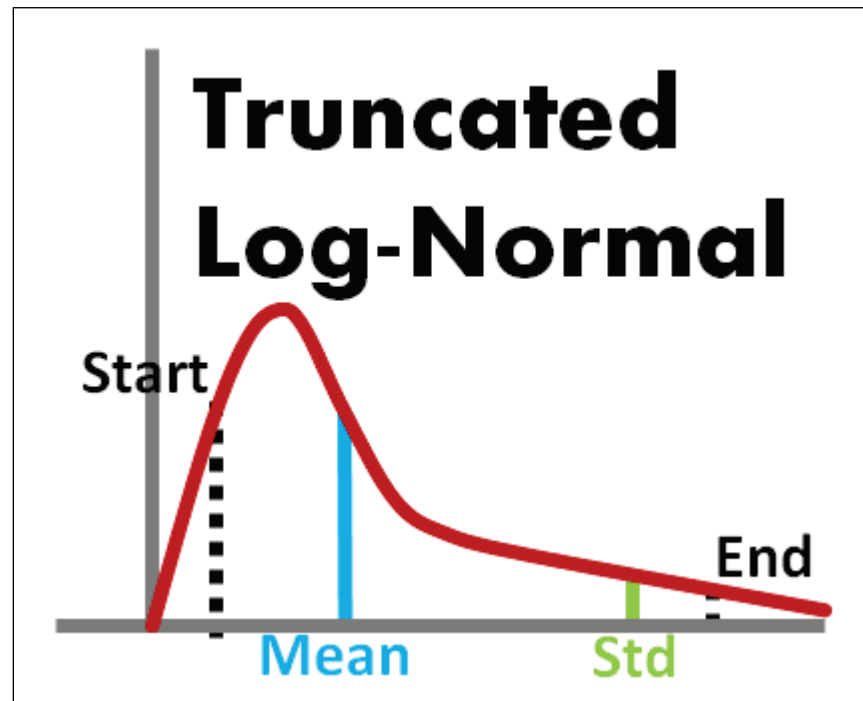 Truncated
Log-Normal
Start
End
Mean
Std